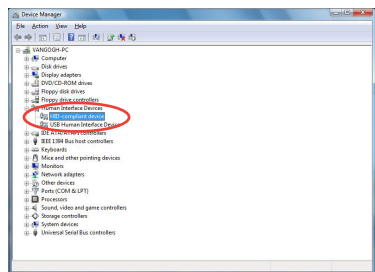 Device Manager
File Action View Help
VANGOGH-PC
Computer
Disk drives
Display adapters
DVD/CD-ROM drives
Floppy disk drives
Floppy drive controllers
Human Interface Devices
HID-compliant device
USB Human Interface Device
IDE ATA/ATAPI controllers
IEEE 1394 Bus host controllers
Keyboards
Mice and other pointing devices
Monitors
Network adapters
Other devices
Ports (COM & LPT)
Processors
Sound, video and game controllers
Storage controllers
System devices
Universal Serial Bus controllers